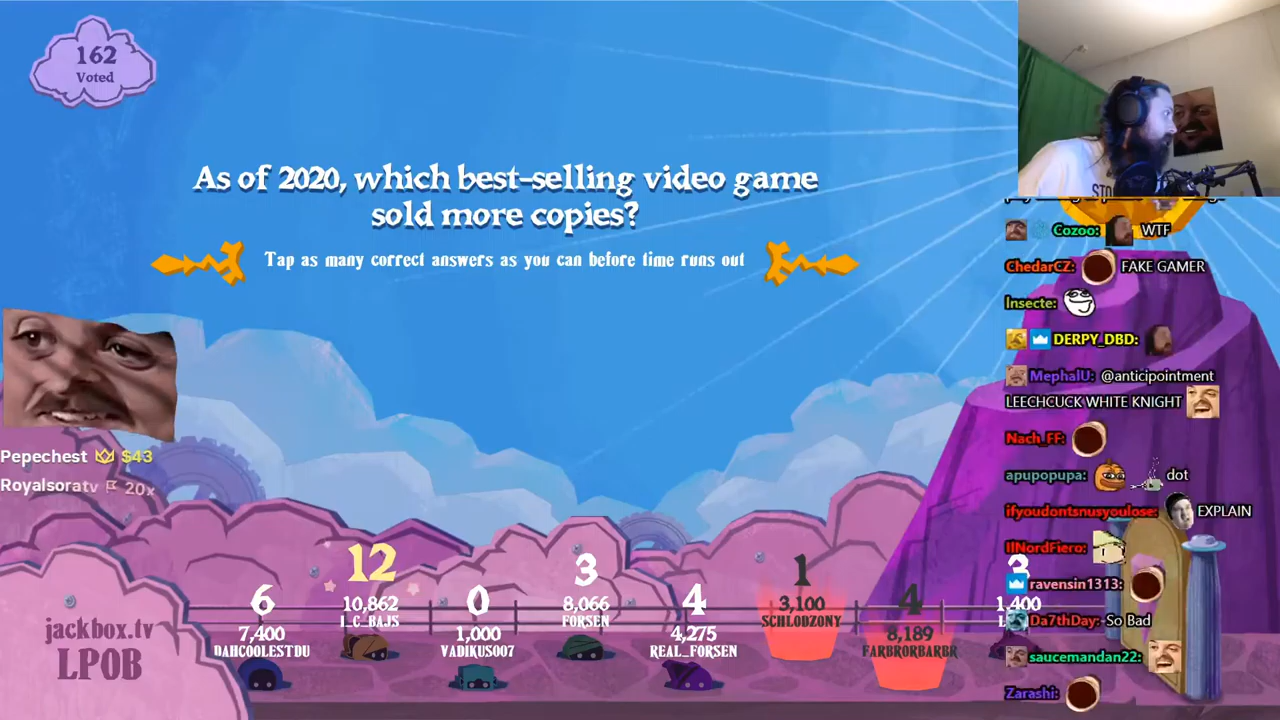 162
Voted
As of 2020, which best-selling video game
sold more copies?
Tap as many correct answers as you can before time runs out
Cozoo: WTF
ChedarCZ: FAKE GAMER
Insecte:
DERPY_DBD:
MephalU: @anticipointment
LEECHCUCK WHITE KNIGHT
Nach_FF:
apupopupa: dot
ifyoudontsnusyoulose: EXPLAIN
IlNordFiero:
ravensin1313:
Da7thDay: So Bad
saucemandan22:
Zarashi:
Pepechest $43
Royalsoratv 20x
jackbox.tv
LPOB
6
7,400
DAHCOOLESTDU
12
10,862
L.C_BAJS
0
1,000
VADIKUS007
3
8,066
FORSEN
4
4,275
REAL_FORSEN
1
3,100
SCHLODZONY
4
8,189
FARBRORBARBR
3
1,400